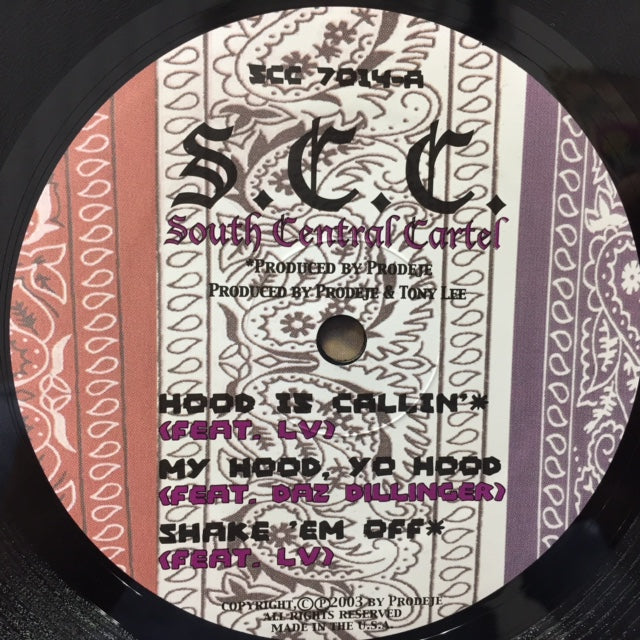 SCC 7014-A
S.C.C.
South Central Cartel
*Produced by Prodeje
Produced by Prodeje & Tony Lee
HOOD IS CALLIN'*
(FEAT. LV)
MY HOOD, YO HOOD
(FEAT. DAZ DILLINGER)
SHAKE 'EM OFF*
(FEAT. LV)
COPYRIGHT,©Ⓟ2003 BY PRODEJE
ALL RIGHTS RESERVED
MADE IN THE U.S.A